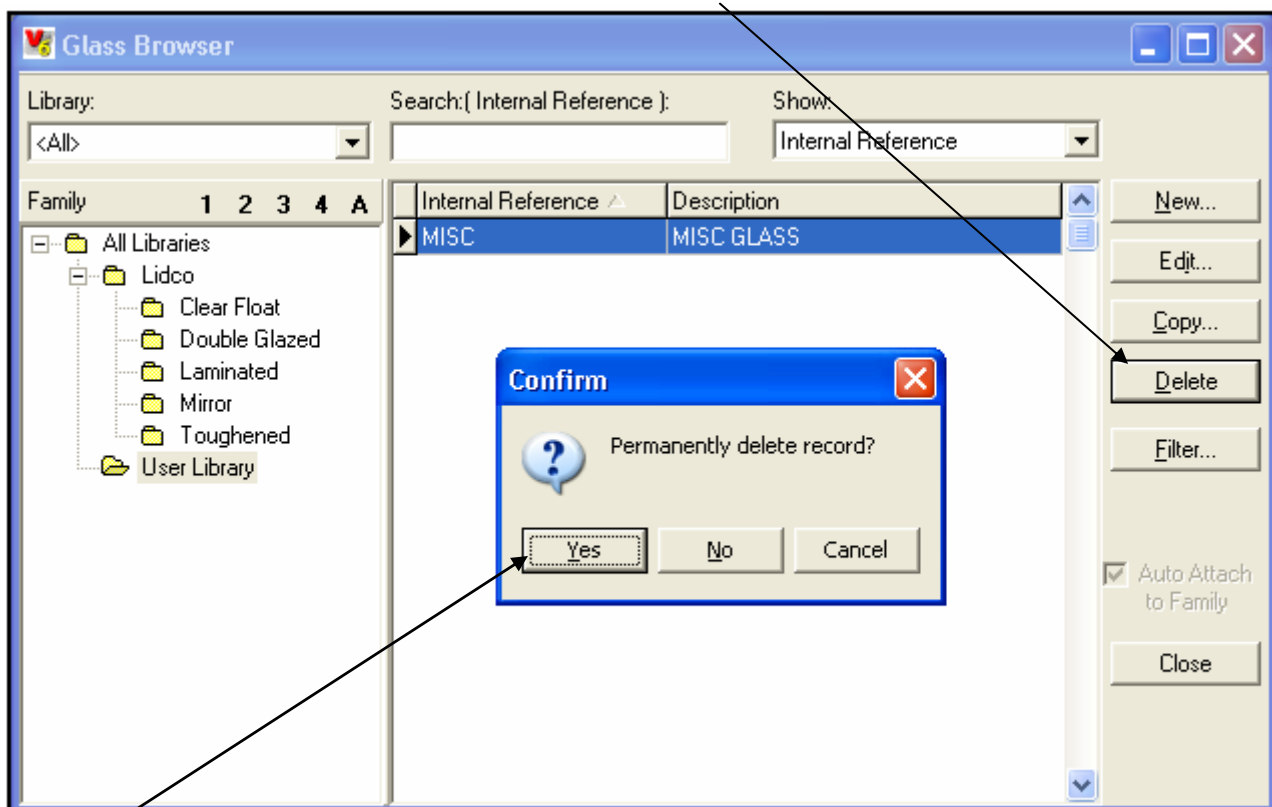 Glass Browser
Library: Search:( Internal Reference ): Show:
<All> Internal Reference
Family 1 2 3 4 A
Internal Reference Description
MISC MISC GLASS
All Libraries
Lidco
Clear Float
Double Glazed
Laminated
Mirror
Toughened
User Library
Confirm
Permanently delete record?
Yes No Cancel
New...
Edit...
Copy...
Delete
Filter...
Auto Attach
to Family
Close